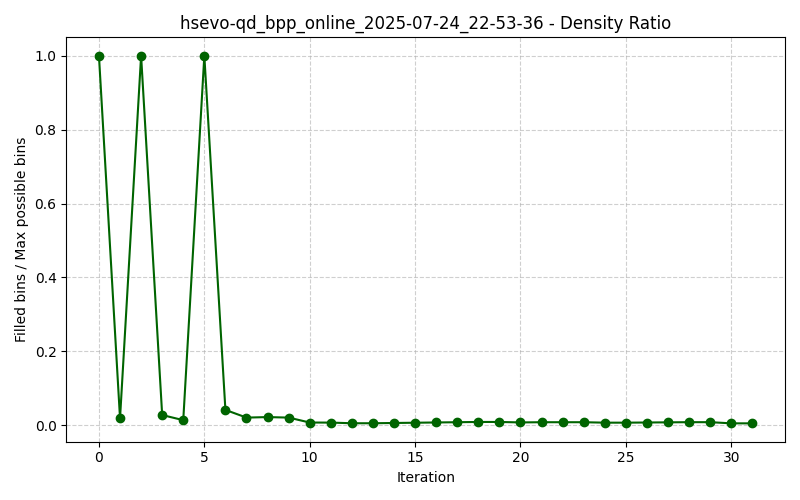 hsevo-qd_bpp_online_2025-07-24_22-53-36 - Density Ratio
Filled bins / Max possible bins
1.0
0.8
0.6
0.4
0.2
0.0
0 5 10 15 20 25 30
Iteration